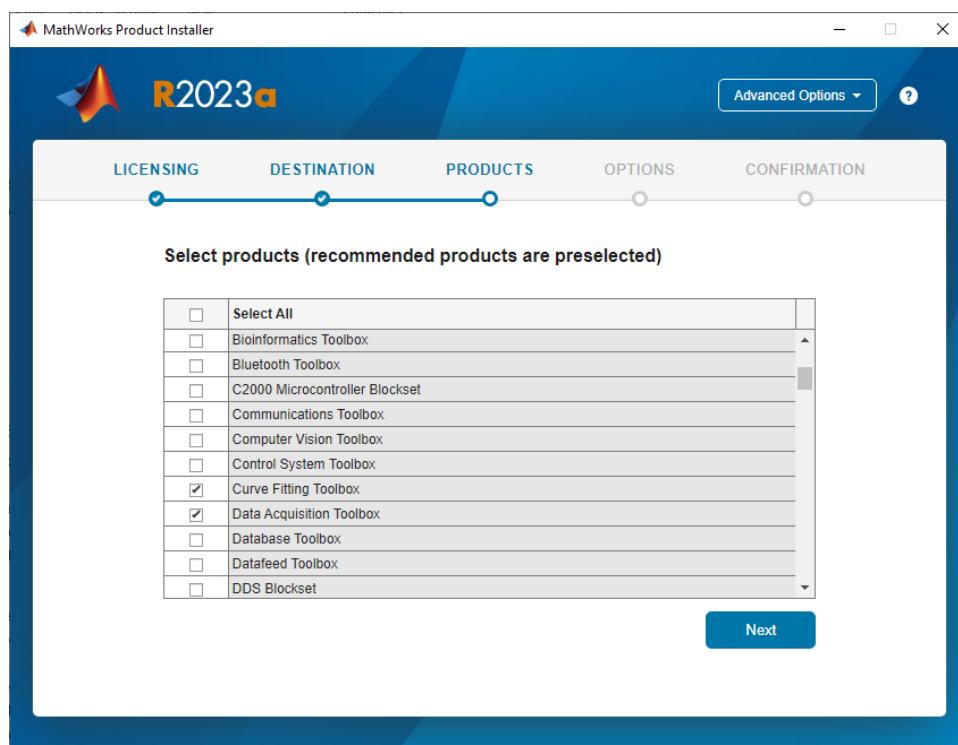 MathWorks Product Installer
R2023a
Advanced Options
?
LICENSING DESTINATION PRODUCTS OPTIONS CONFIRMATION
Select products (recommended products are preselected)
Select All
Bioinformatics Toolbox
Bluetooth Toolbox
C2000 Microcontroller Blockset
Communications Toolbox
Computer Vision Toolbox
Control System Toolbox
Curve Fitting Toolbox
Data Acquisition Toolbox
Database Toolbox
Datafeed Toolbox
DDS Blockset
Next